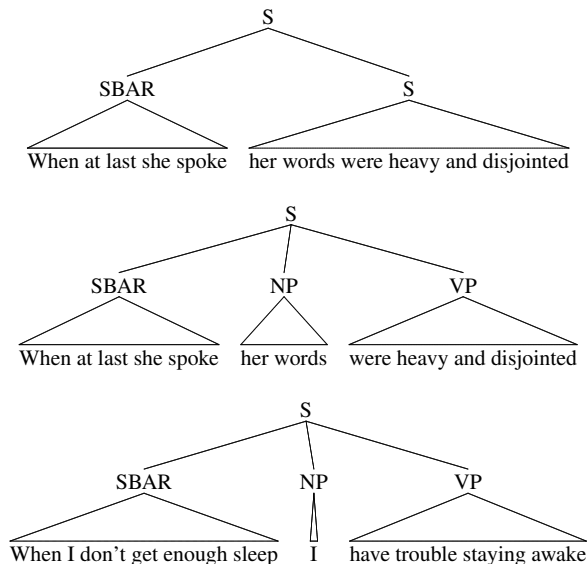 S
SBAR S
When at last she spoke her words were heavy and disjointed
S
SBAR NP VP
When at last she spoke her words were heavy and disjointed
S
SBAR NP VP
When I don't get enough sleep I have trouble staying awake